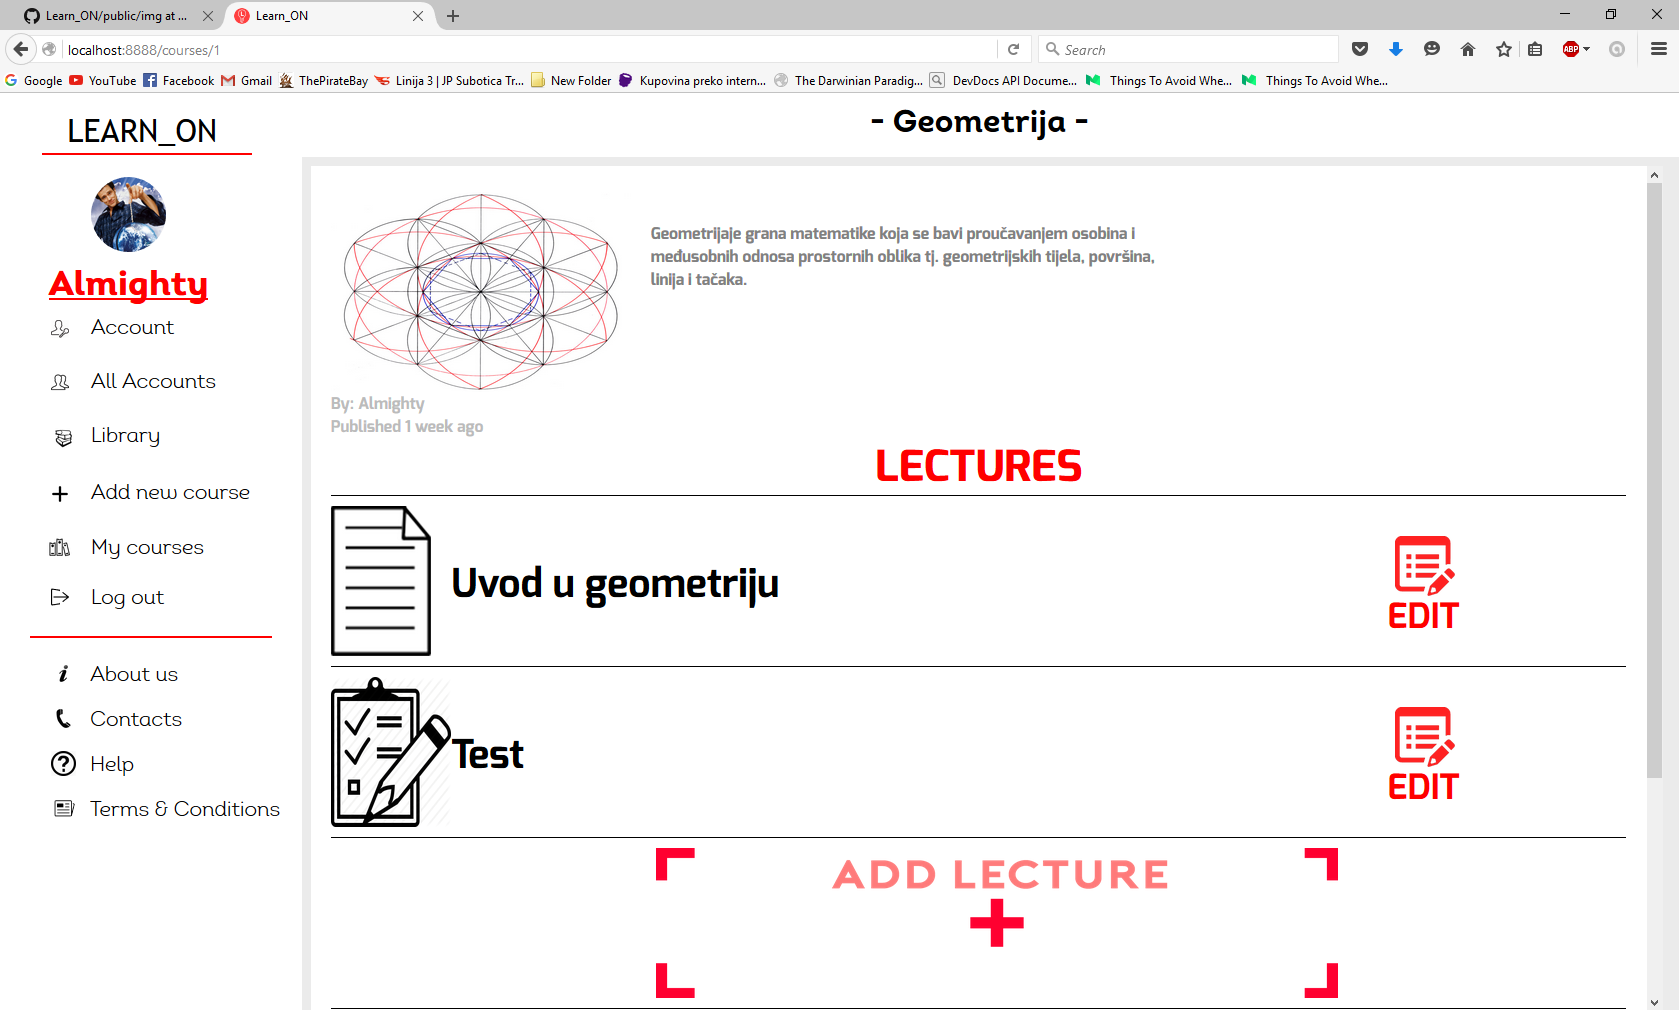 Learn_ON/public/img at ...
Learn_ON
localhost:8888/courses/1
Search
ABP
Google YouTube Facebook Gmail ThePirateBay Linija 3 | JP Subotica Tr... New Folder Kupovina preko intern... The Darwinian Paradig... DevDocs API Docume... Things To Avoid Whe... Things To Avoid Whe...
LEARN_ON
Almighty
Account
All Accounts
Library
Add new course
My courses
Log out
About us
Contacts
Help
Terms & Conditions
- Geometrija -
Geometrijaje grana matematike koja se bavi proučavanjem osobina i
međusobnih odnosa prostornih oblika tj. geometrijskih tijela, površina,
linija i tačaka.
By: Almighty
Published 1 week ago
LECTURES
Uvod u geometriju
EDIT
Test
EDIT
ADD LECTURE